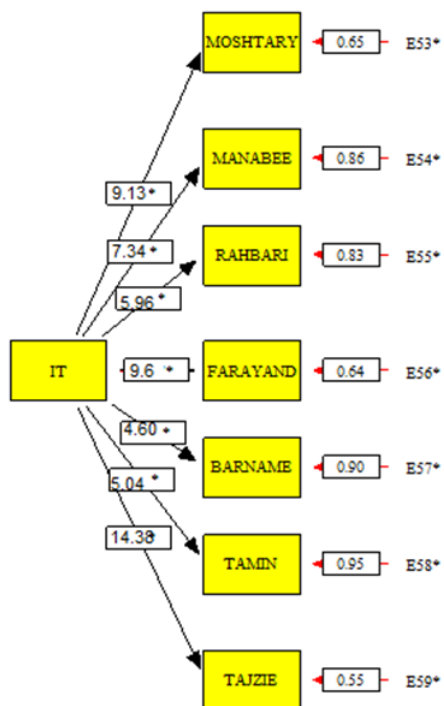 MOSHTARY 0.65 E53*
9.13*
MANABEE 0.86 E54*
7.34*
RAHBARI 0.83 E55*
5.96 *
IT 9.6 * FARAYAND 0.64 E56*
4.60 *
BARNAME 0.90 E57*
5.04 *
TAMIN 0.95 E58*
14.38*
TAJZIE 0.55 E59*